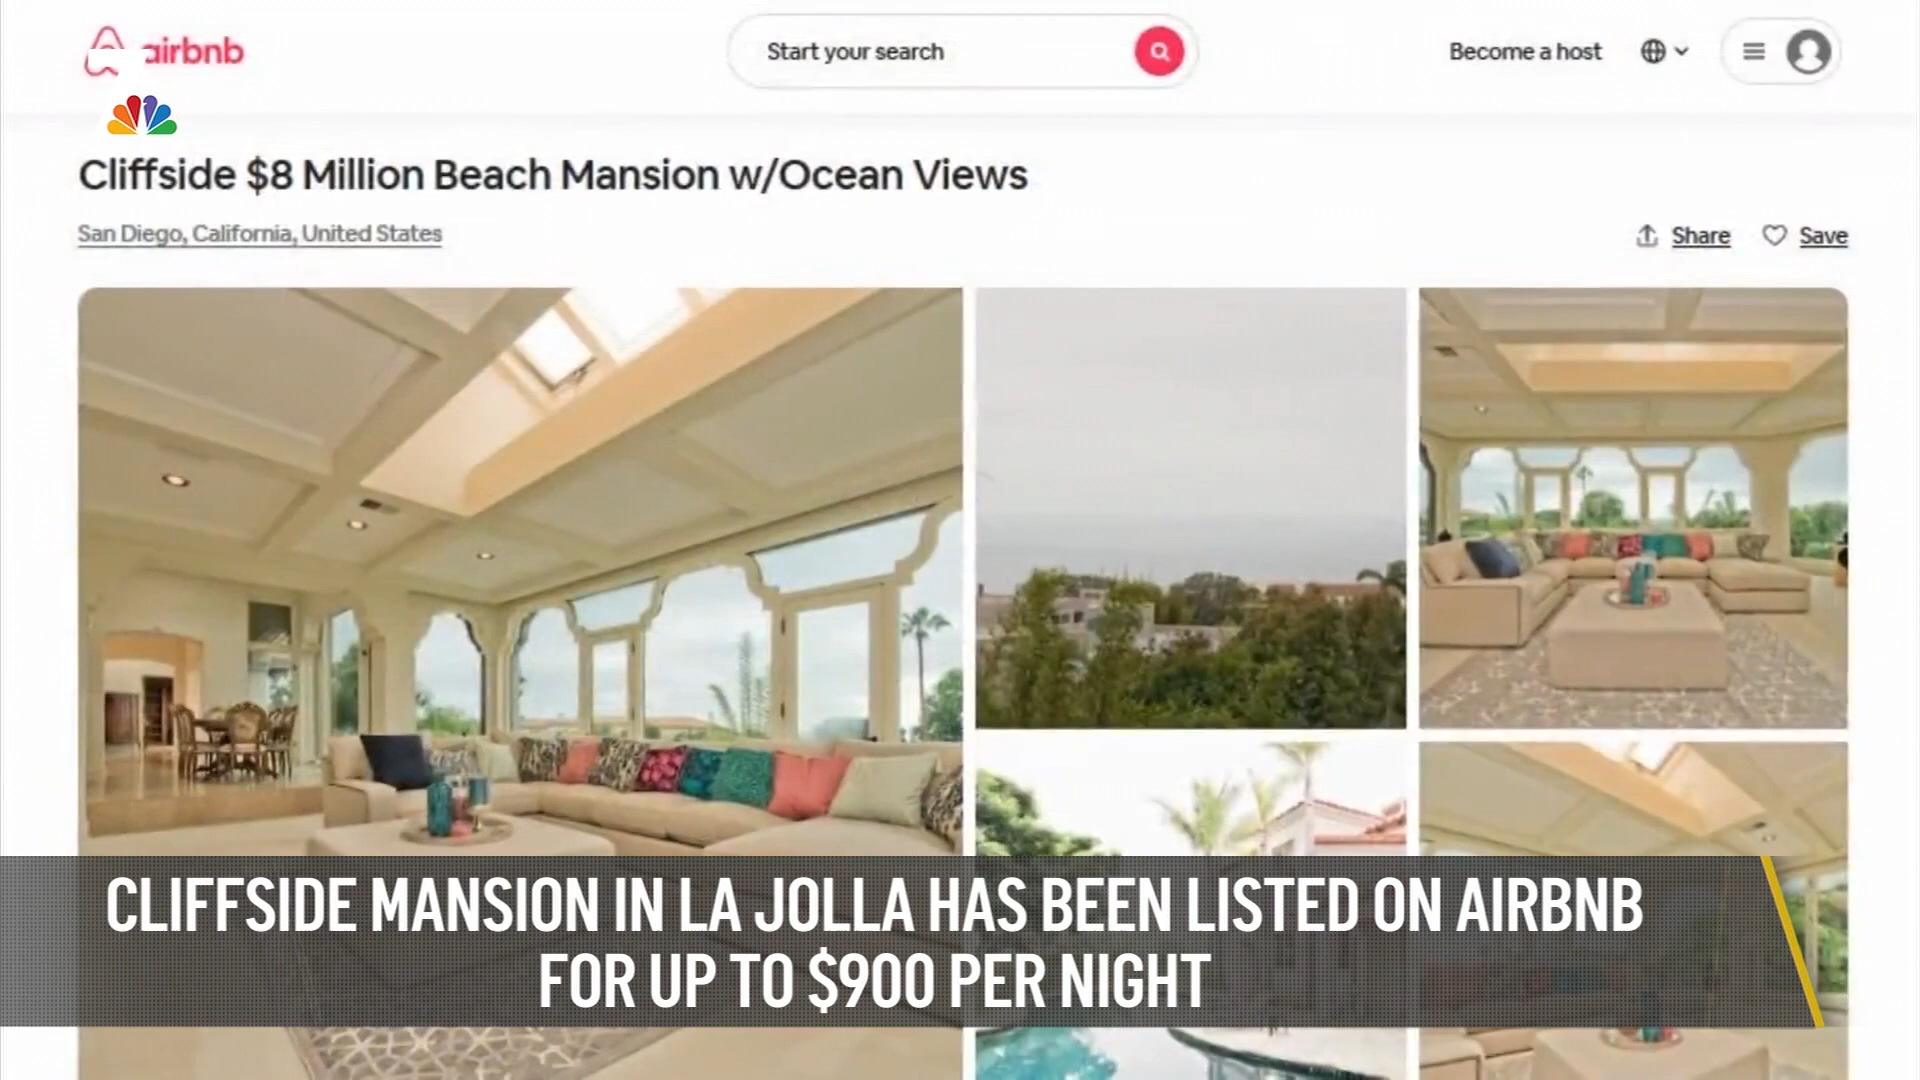 airbnb
Start your search
Become a host
Cliffside $8 Million Beach Mansion w/Ocean Views
San Diego, California, United States
Share
Save
CLIFFSIDE MANSION IN LA JOLLA HAS BEEN LISTED ON AIRBNB
FOR UP TO $900 PER NIGHT